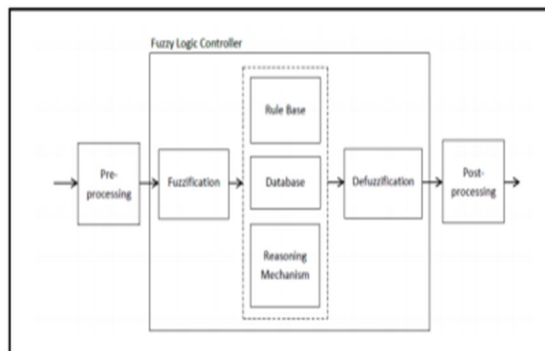 Fuzzy Logic Controller
Pre-
processing
Fuzzification
Rule Base
Database
Reasoning
Mechanism
Defuzzification
Post-
processing